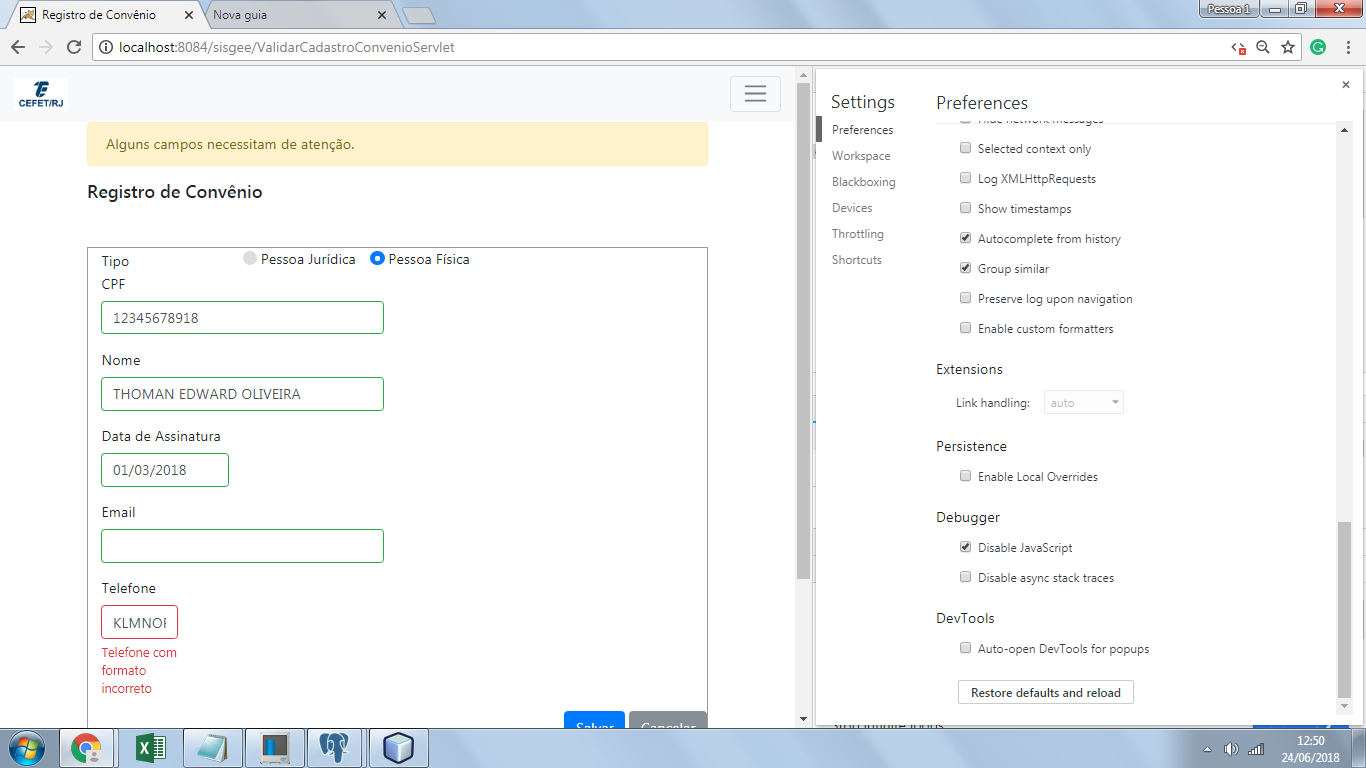 Registro de Convênio
Nova guia
Pessoa 1
localhost:8084/sisgee/ValidarCadastroConvenioServlet
CEFET/RJ
Alguns campos necessitam de atenção.
Registro de Convênio
Tipo
Pessoa Jurídica
Pessoa Física
CPF
12345678918
Nome
THOMAN EDWARD OLIVEIRA
Data de Assinatura
01/03/2018
Email
Telefone
Telefone com
formato
incorreto
Salvar
Cancelar
Settings
Preferences
Workspace
Blackboxing
Devices
Throttling
Shortcuts
Preferences
Hide network messages
Selected context only
Log XMLHttpRequests
Show timestamps
Autocomplete from history
Group similar
Preserve log upon navigation
Enable custom formatters
Extensions
Link handling:
auto
Persistence
Enable Local Overrides
Debugger
Disable JavaScript
Disable async stack traces
DevTools
Auto-open DevTools for popups
Restore defaults and reload
12:50
24/06/2018